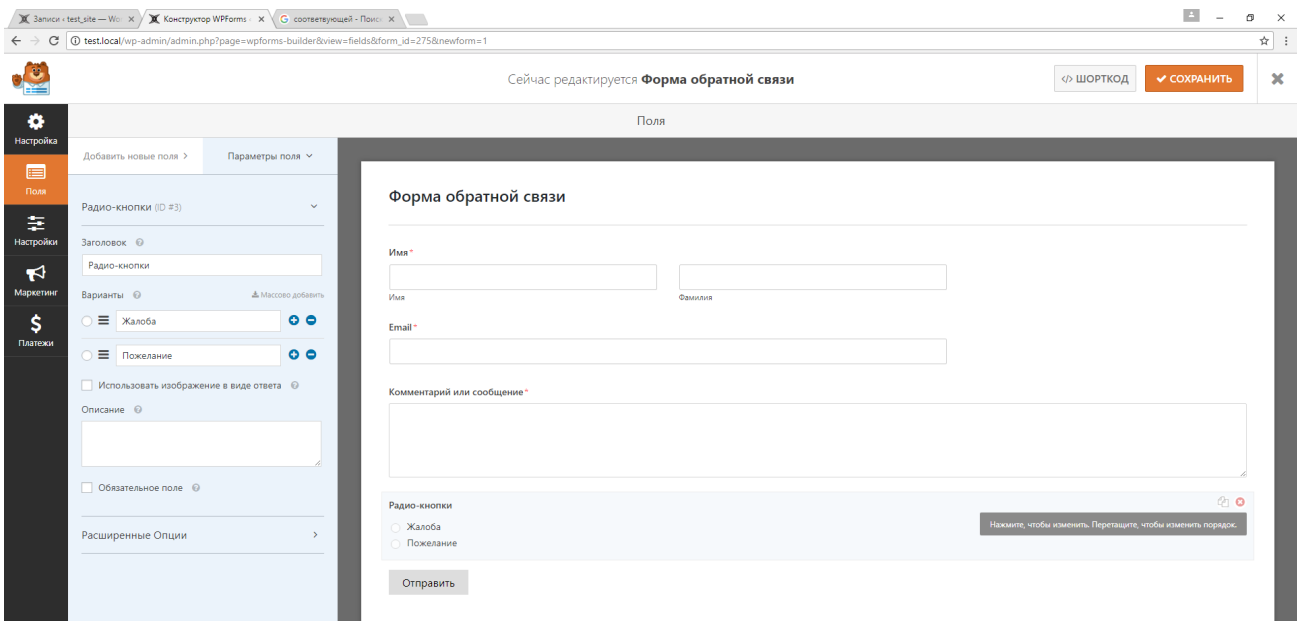 Записи ‹ test_site — Wo
Конструктор WPForms ‹
соответвующей - Поис
test.local/wp-admin/admin.php?page=wpforms-builder&view=fields&form_id=275&newform=1
Сейчас редактируется Форма обратной связи
</> ШОРТКОД
СОХРАНИТЬ
Настройка
Поля
Настройки
Маркетинг
Платежи
Поля
Добавить новые поля
Параметры поля
Радио-кнопки (ID #3)
Заголовок
Радио-кнопки
Варианты
Массово добавить
Жалоба
Пожелание
Использовать изображение в виде ответа
Описание
Обязательное поле
Расширенные Опции
Форма обратной связи
Имя*
Имя
Фамилия
Email*
Комментарий или сообщение*
Радио-кнопки
Жалоба
Пожелание
Нажмите, чтобы изменить. Перетащите, чтобы изменить порядок.
Отправить